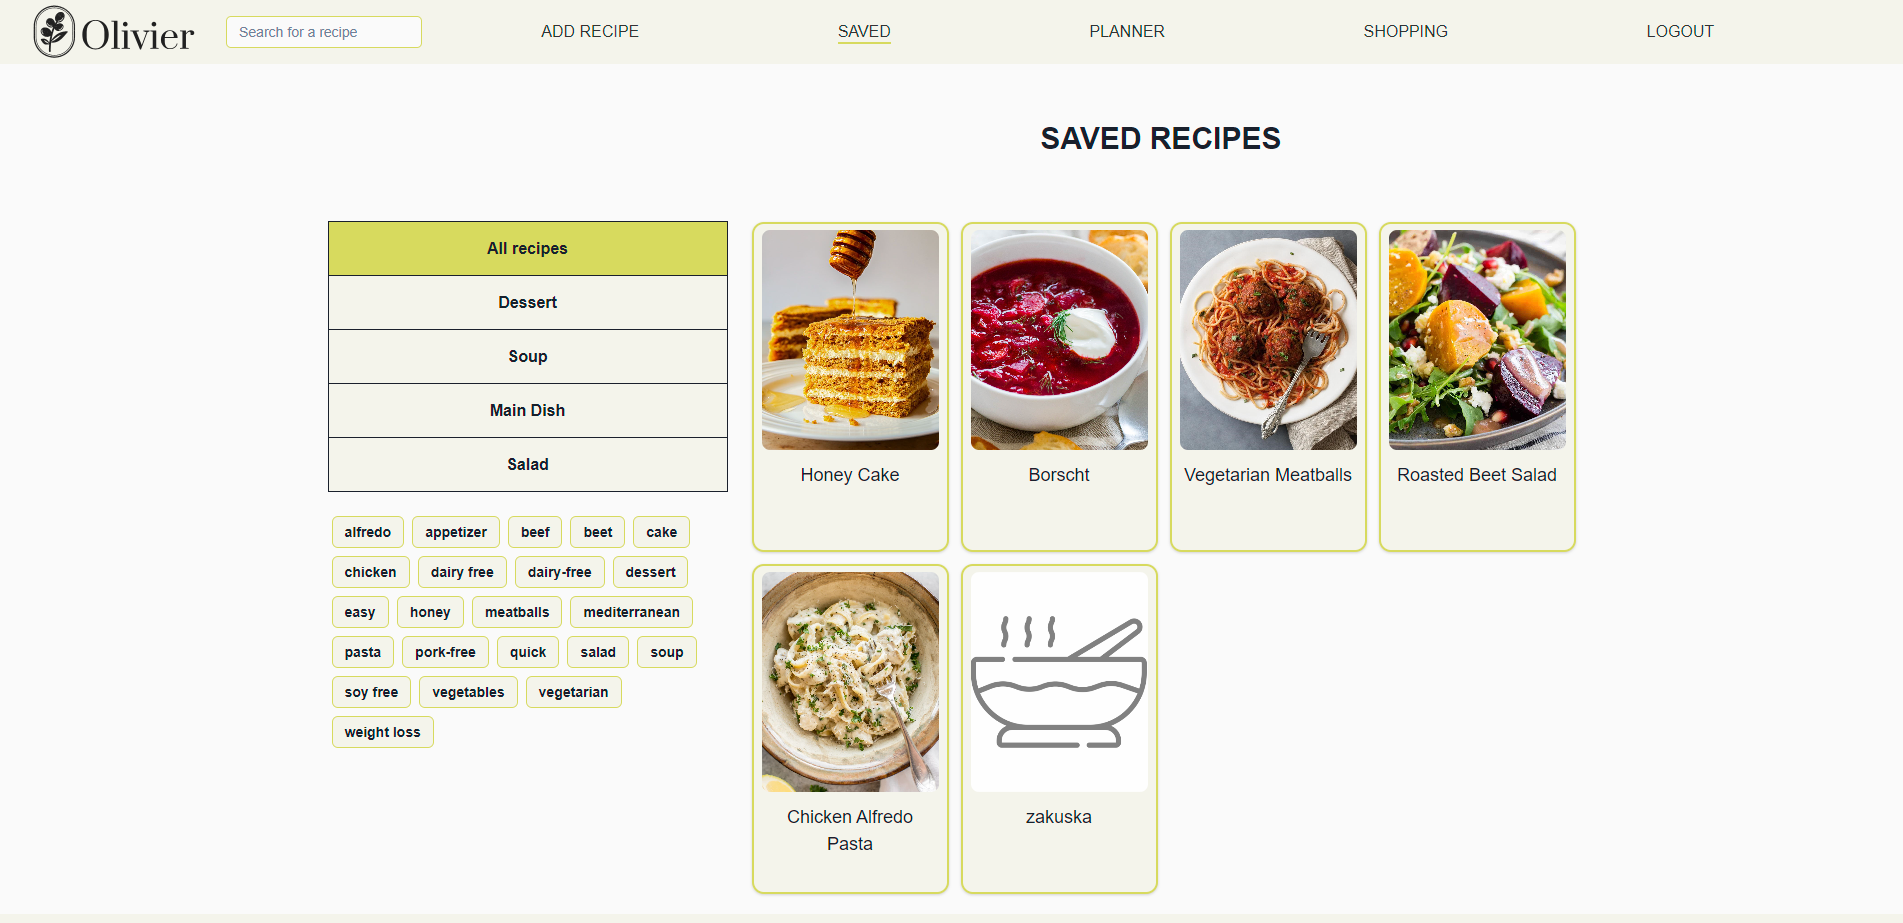 Olivier
Search for a recipe
ADD RECIPE
SAVED
PLANNER
SHOPPING
LOGOUT
SAVED RECIPES
All recipes
Dessert
Soup
Main Dish
Salad
alfredo appetizer beef beet cake
chicken dairy free dairy-free dessert
easy honey meatballs mediterranean
pasta pork-free quick salad soup
soy free vegetables vegetarian
weight loss
Honey Cake
Borscht
Vegetarian Meatballs
Roasted Beet Salad
Chicken Alfredo
Pasta
zakuska